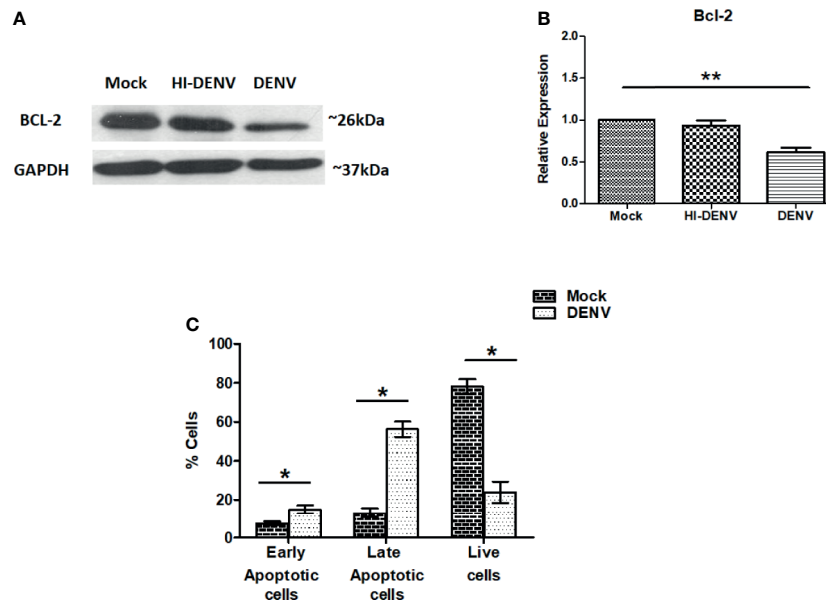 A
Mock HI-DENV DENV
BCL-2 ~26kDa
GAPDH ~37kDa
B
Bcl-2
Relative Expression
2.0
1.5
1.0
0.5
0.0
**
Mock HI-DENV DENV
C
Mock
DENV
% Cells
100
80
60
40
20
0
*
*
*
Early Apoptotic cells
Late Apoptotic cells
Live cells